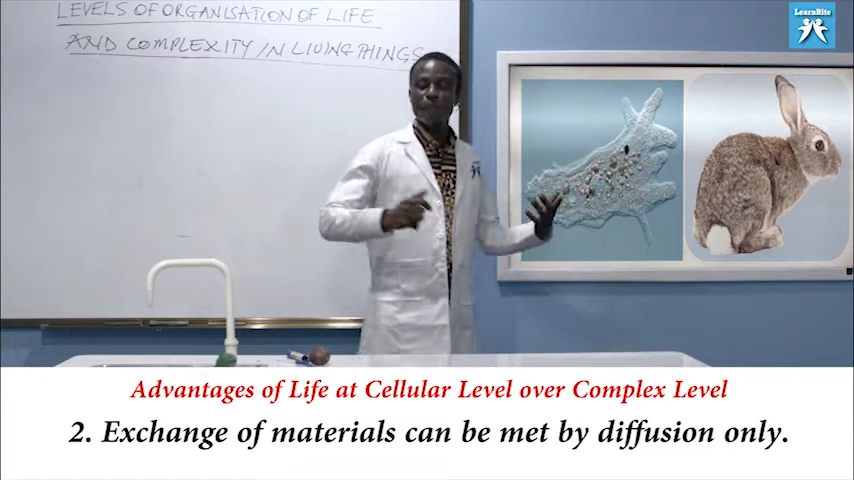 LEVELS OF ORGANISATION OF LIFE
AND COMPLEXITY IN LIVING THINGS
LearnRite
Advantages of Life at Cellular Level over Complex Level
2. Exchange of materials can be met by diffusion only.